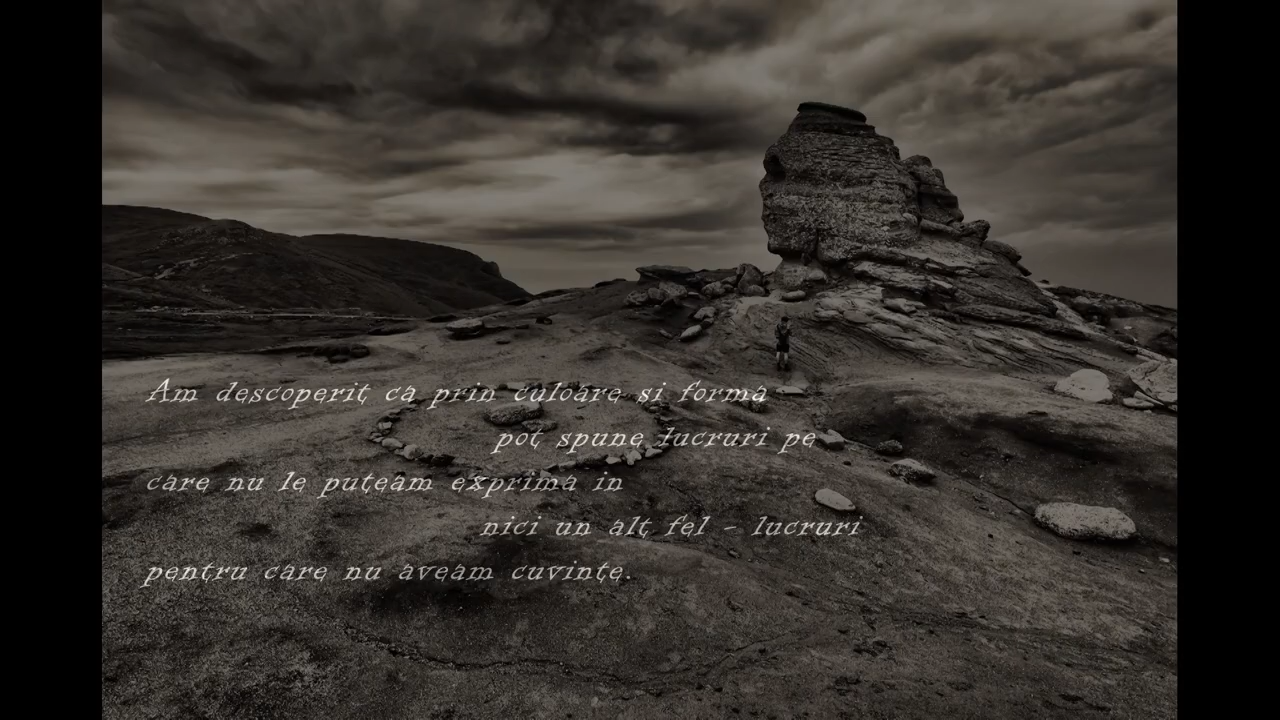 Am descoperit ca prin culoare si forma
pot spune lucruri pe
care nu le puteam exprima in
nici un alt fel - lucruri
pentru care nu aveam cuvinte.